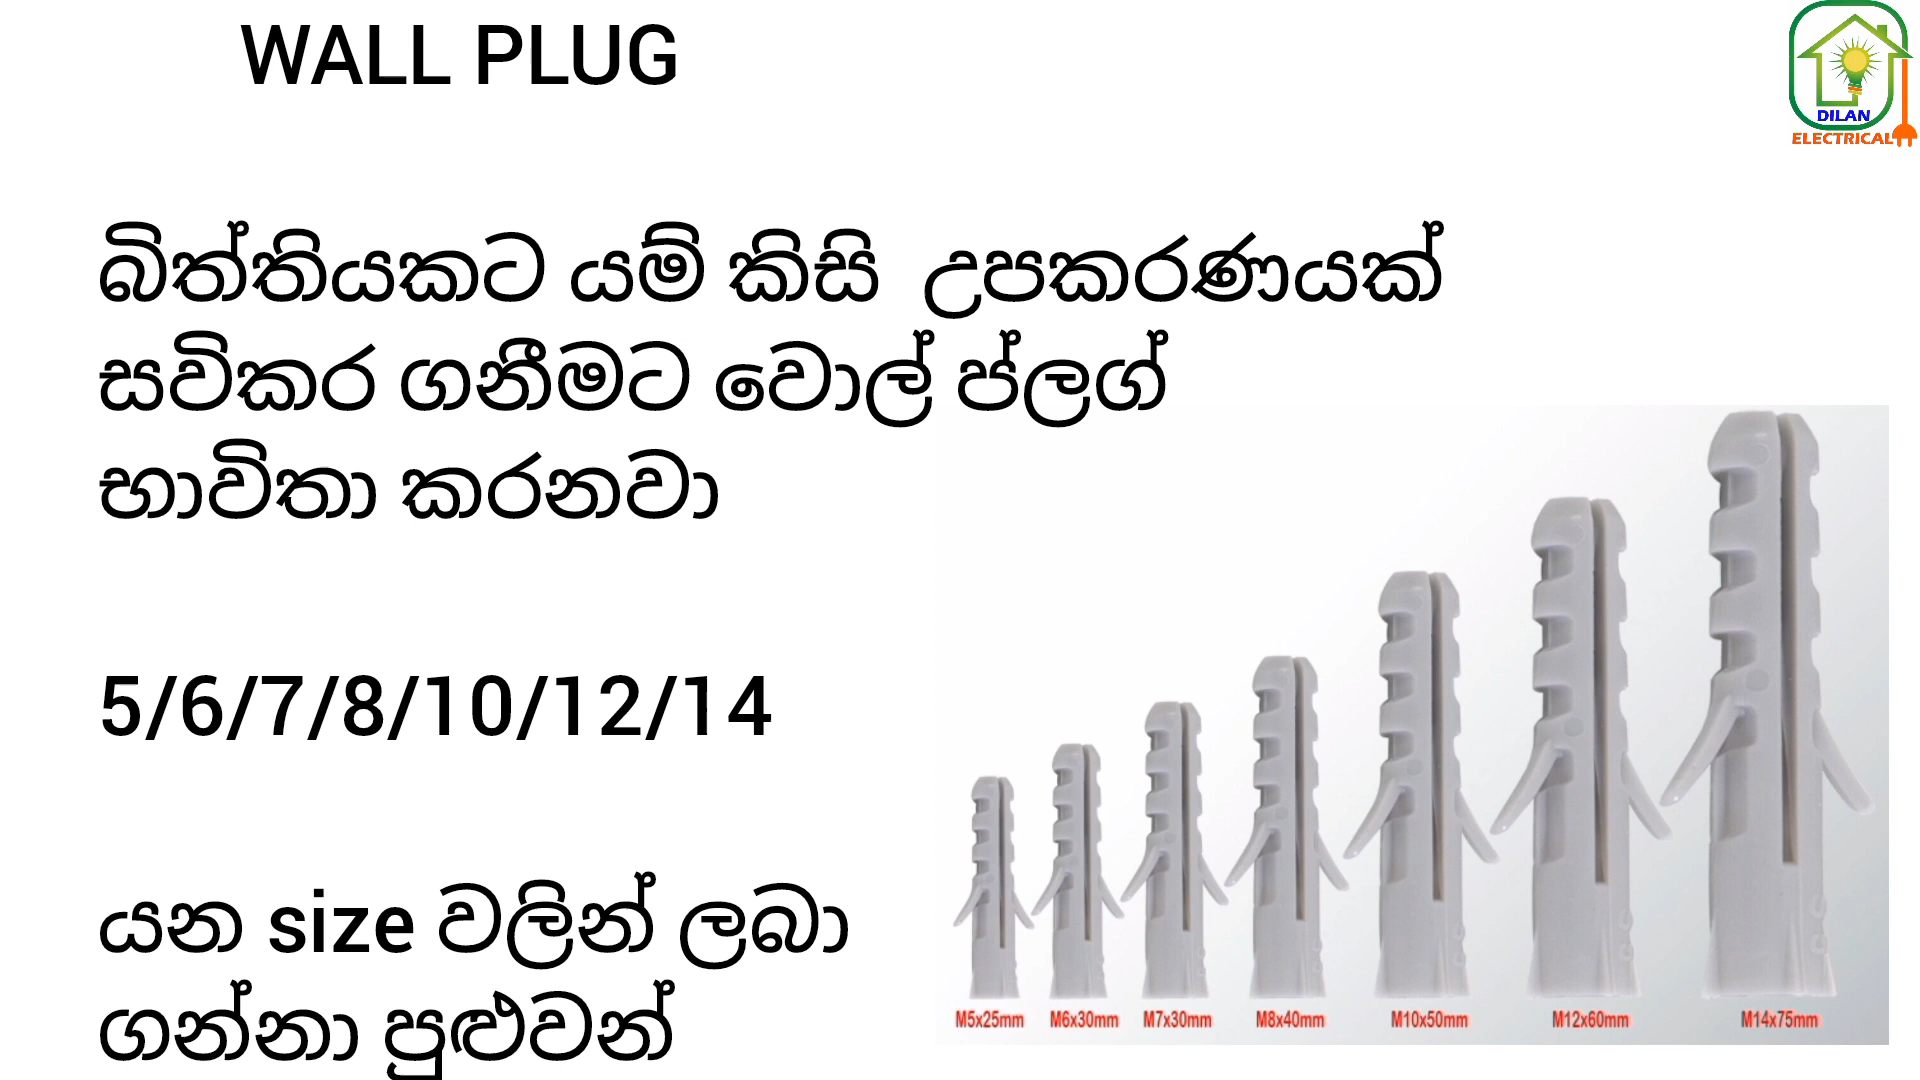 WALL PLUG
DILAN
ELECTRICAL
බිත්තියකට යම් කිසි උපකරණයක්
සවිකර ගනීමට වොල් ප්ලග්
භාවිතා කරනවා
5/6/7/8/10/12/14
යන size වලින් ලබා
ගන්නා පුළුවන්
M5x25mm M6x30mm M7x30mm M8x40mm M10x50mm M12x60mm M14x75mm